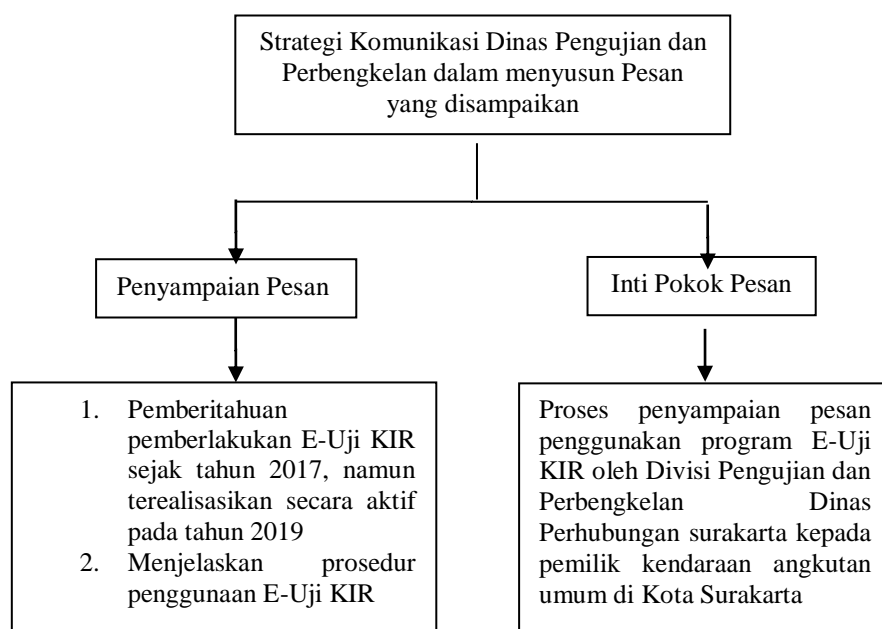 Strategi Komunikasi Dinas Pengujian dan
Perbengkelan dalam menyusun Pesan
yang disampaikan
Penyampaian Pesan
Inti Pokok Pesan
1. Pemberitahuan
pemberlakukan E-Uji KIR
sejak tahun 2017, namun
terealisasikan secara aktif
pada tahun 2019
2. Menjelaskan prosedur
penggunaan E-Uji KIR
Proses penyampaian pesan
penggunakan program E-Uji
KIR oleh Divisi Pengujian dan
Perbengkelan Dinas
Perhubungan surakarta kepada
pemilik kendaraan angkutan
umum di Kota Surakarta